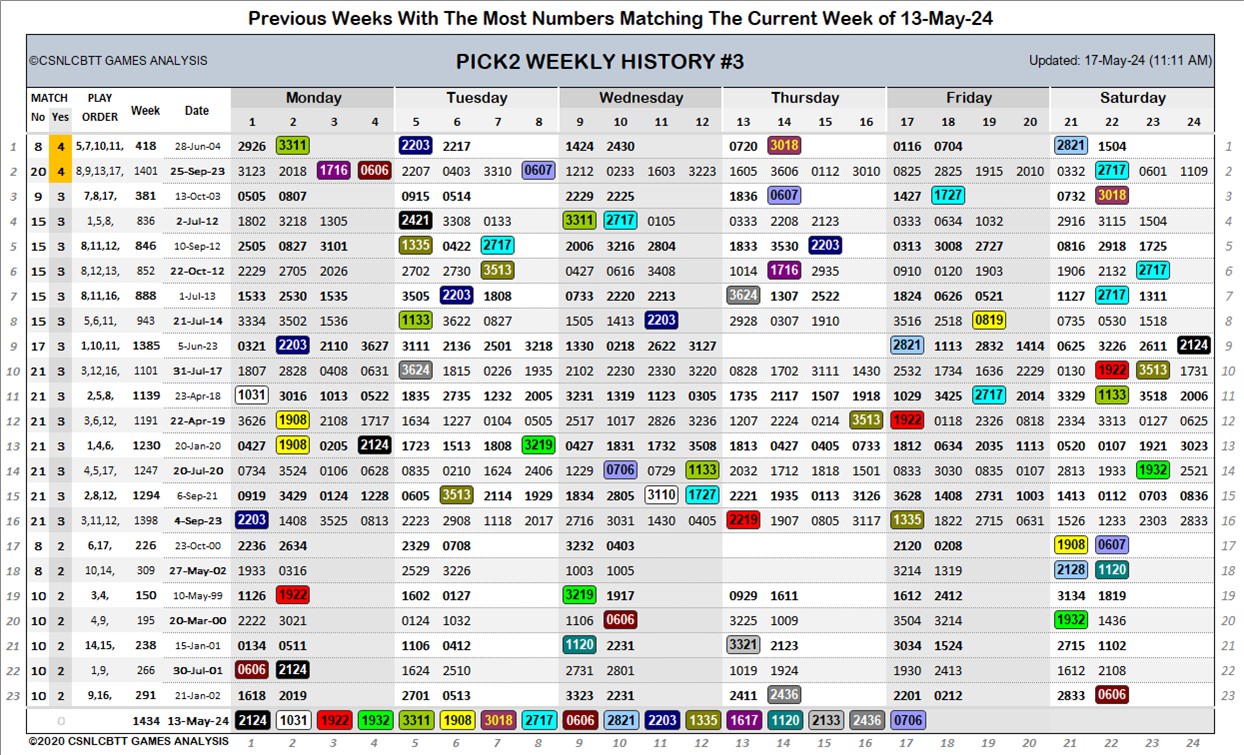 Previous Weeks With The Most Numbers Matching The Current Week of 13-May-24
©CSNLCBTT GAMES ANALYSIS PICK2 WEEKLY HISTORY #3 Updated: 17-May-24 (11:11 AM)
MATCH PLAY Week Date Monday Tuesday Wednesday Thursday Friday Saturday
No Yes ORDER 1 2 3 4 5 6 7 8 9 10 11 12 13 14 15 16 17 18 19 20 21 22 23 24
1 8 4 5,7,10,11, 418 28-Jun-04 2926 3311 2203 2217 1424 2430 0720 3018 0116 0704 2821 1504 1
2 20 4 8,9,13,17, 1401 25-Sep-23 3123 2018 1716 0606 2207 0403 3310 0607 1212 0233 1603 3223 1605 3606 0112 3010 0825 2825 1915 2010 0332 2717 0601 1109 2
3 9 3 7,8,17, 381 13-Oct-03 0505 0807 0915 0514 2229 2225 1836 0607 1427 1727 0732 3018 3
4 15 3 1,5,8, 836 2-Jul-12 1802 3218 1305 2421 3308 0133 3311 2717 0105 0333 2208 2123 0333 0634 1032 2916 3115 1504 4
5 15 3 8,11,12, 846 10-Sep-12 2505 0827 3101 1335 0422 2717 2006 3216 2804 1833 3530 2203 0313 3008 2727 0816 2918 1725 5
6 15 3 8,12,13, 852 22-Oct-12 2229 2705 2026 2702 2730 3513 0427 0616 3408 1014 1716 2935 0910 0120 1903 1906 2132 2717 6
7 15 3 8,11,16, 888 1-Jul-13 1533 2530 1535 3505 2203 1808 0733 2220 2213 3624 1307 2522 1824 0626 0521 1127 2717 1311 7
8 15 3 5,6,11, 943 21-Jul-14 3334 3502 1536 1133 3622 0827 1505 1413 2203 2928 0307 1910 3516 2518 0819 0735 0530 1518 8
9 17 3 1,10,11, 1385 5-Jun-23 0321 2203 2110 3627 3111 2136 2501 3218 1330 0218 2622 3127 2821 1113 2832 1414 0625 3226 2611 2124 9
10 21 3 3,12,16, 1101 31-Jul-17 1807 2828 0408 0631 3624 1815 0226 1935 2102 2230 2330 3220 0828 1702 3111 1430 2532 1734 1636 2229 0130 1922 3513 1731 10
11 21 3 2,5,8, 1139 23-Apr-18 1031 3016 1013 0522 1426 2735 1232 2005 3231 1319 1123 0305 1735 2117 1507 1918 1029 3425 2717 2014 3329 1133 3518 2006 11
12 21 3 3,6,12, 1191 22-Apr-19 3626 1908 2108 1717 1634 1227 0104 0505 2517 1017 2826 3236 1207 2224 0214 3513 1922 0118 2326 0818 2334 3313 0127 0625 12
13 21 3 1,4,6, 1230 20-Jan-20 0427 1908 0205 2124 1723 1513 1808 3219 0427 1831 1732 3508 1813 0427 0405 0733 1812 0634 2235 1113 0520 0107 1921 3023 13
14 21 3 4,5,17, 1247 20-Jul-20 0734 3524 0106 0628 0835 0210 1624 2406 1229 0706 0729 1133 2032 1712 1818 1501 0833 3030 0835 0107 2813 1933 1932 2521 14
15 21 3 2,8,12, 1294 6-Sep-21 0919 3429 0124 1228 0605 3513 2114 1929 1834 2805 3110 1727 2221 1935 0113 3126 3628 1408 2731 1003 1413 0112 0703 0836 15
16 21 3 3,11,12, 1398 4-Sep-23 2203 1408 3525 0813 2223 2908 1118 2017 2716 3031 1430 0405 2219 1907 0805 3117 1335 1822 2715 0631 1526 1233 2303 2833 16
17 8 2 6,17, 226 23-Oct-00 2236 2634 2329 0708 3232 0403 2120 0208 1908 0607 17
18 8 2 10,14, 309 27-May-02 1933 0316 2529 3226 1003 1005 3214 1319 2128 1120 18
19 10 2 3,4, 150 10-May-99 1126 1922 1602 0127 3219 1917 0929 1611 1612 2412 3134 1819 19
20 10 2 4,9, 195 20-Mar-00 2222 3021 0124 1032 1106 0606 3225 1009 3504 3214 1932 1436 20
21 10 2 14,15, 238 15-Jan-01 0134 0511 1106 0412 1120 2231 3321 2123 3034 1524 2715 1102 21
22 10 2 1,9, 266 30-Jul-01 0606 2124 1624 2510 2731 2801 1019 1924 1930 2413 1612 2108 22
23 10 2 9,16, 291 21-Jan-02 1618 2019 2701 0513 3323 2231 2411 2436 2201 0212 2833 0606 23
0 1434 13-May-24 2124 1031 1922 1932 3311 1908 3018 2717 0606 2821 2203 1335 1617 1120 2133 2436 0706
©2020 CSNLCBTT GAMES ANALYSIS 1 2 3 4 5 6 7 8 9 10 11 12 13 14 15 16 17 18 19 20 21 22 23 24